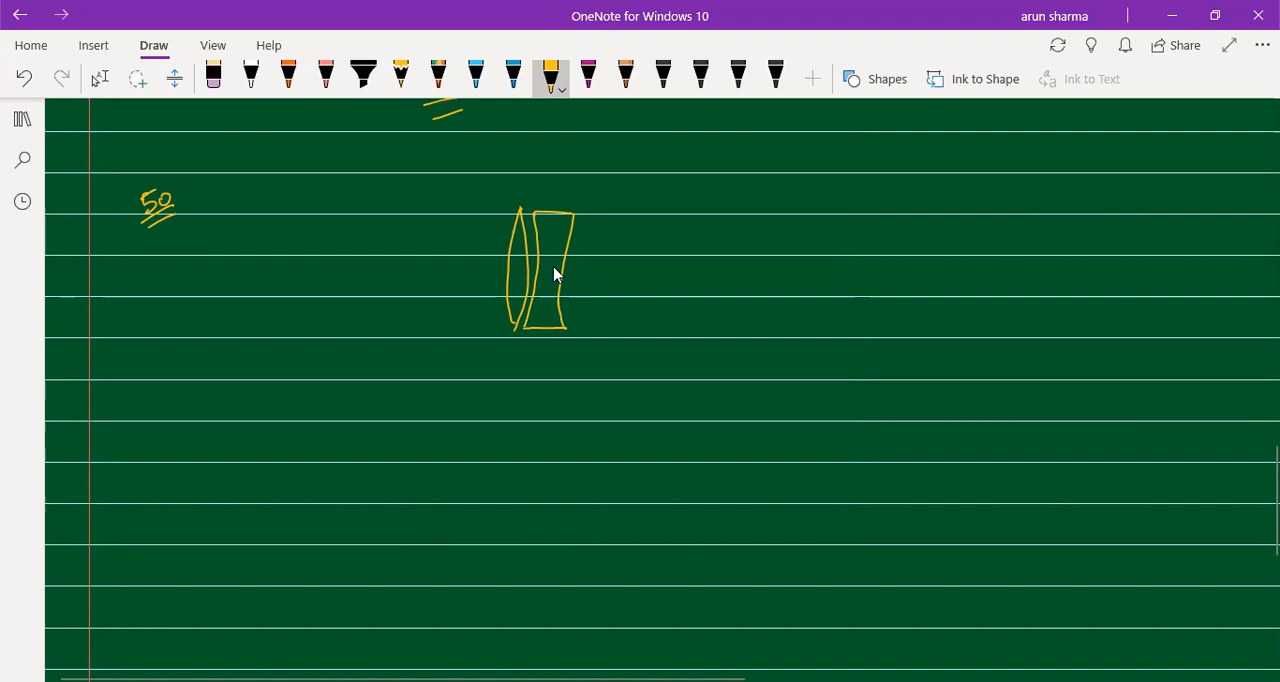 OneNote for Windows 10
arun sharma
Home
Insert
Draw
View
Help
Share
Shapes
Ink to Shape
Ink to Text
50